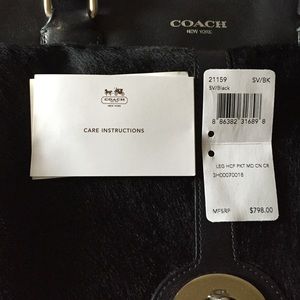 COACH
NEW YORK
COACH
CARE INSTRUCTIONS
21159 SV/BK
SV/Black
8 86382 31689 8
LEG HCF PKT MD CN CR
SH00070018
MFSRP $798.00